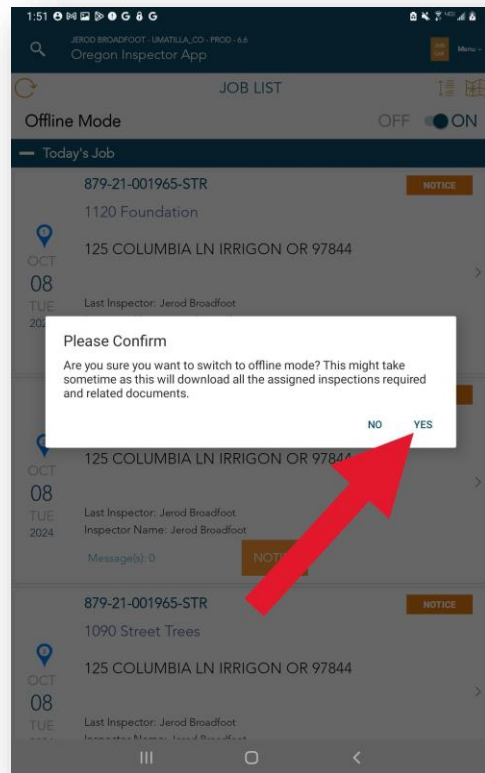 1:51
JEROD BROADFOOT - UMATILLA_CO - PROD - 6.6
Oregon Inspector App
Job List
Menu
JOB LIST
Offline Mode
OFF
ON
Today's Job
879-21-001965-STR
NOTICE
1120 Foundation
125 COLUMBIA LN IRRIGON OR 97844
OCT
08
TUE
Last Inspector: Jerod Broadfoot
Please Confirm
Are you sure you want to switch to offline mode? This might take
sometime as this will download all the assigned inspections required
and related documents.
NO
YES
125 COLUMBIA LN IRRIGON OR 97844
OCT
08
TUE
2024
Last Inspector: Jerod Broadfoot
Inspector Name: Jerod Broadfoot
Message(s): 0
879-21-001965-STR
NOTICE
1090 Street Trees
125 COLUMBIA LN IRRIGON OR 97844
OCT
08
TUE
Last Inspector: Jerod Broadfoot